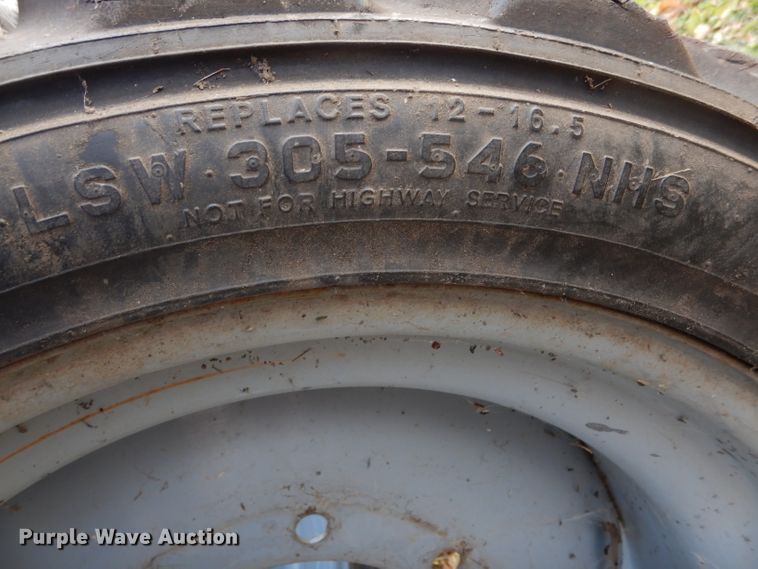 REPLACES 12-16.5
LSW 305-546 NHS
NOT FOR HIGHWAY SERVICE
Purple Wave Auction